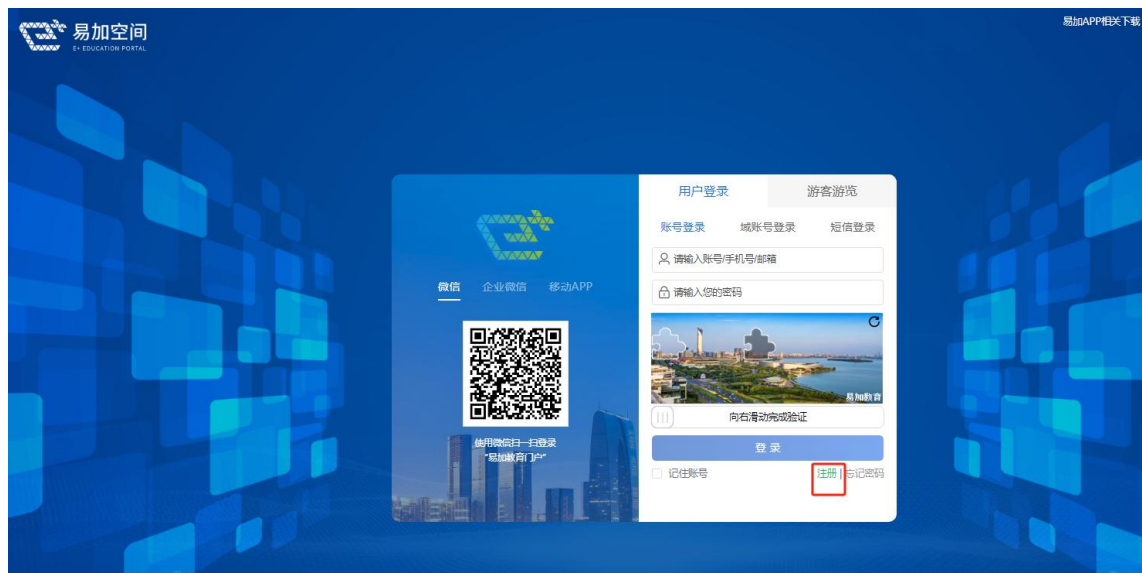 易加空间
E+ EDUCATION PORTAL
易加APP相关下载
微信 企业微信 移动APP
使用微信扫一扫登录
"易加教育门户"
用户登录 游客游览
账号登录 域账号登录 短信登录
请输入账号/手机号/邮箱
请输入您的密码
易加教育
向右滑动完成验证
登 录
记住账号 注册 | 忘记密码